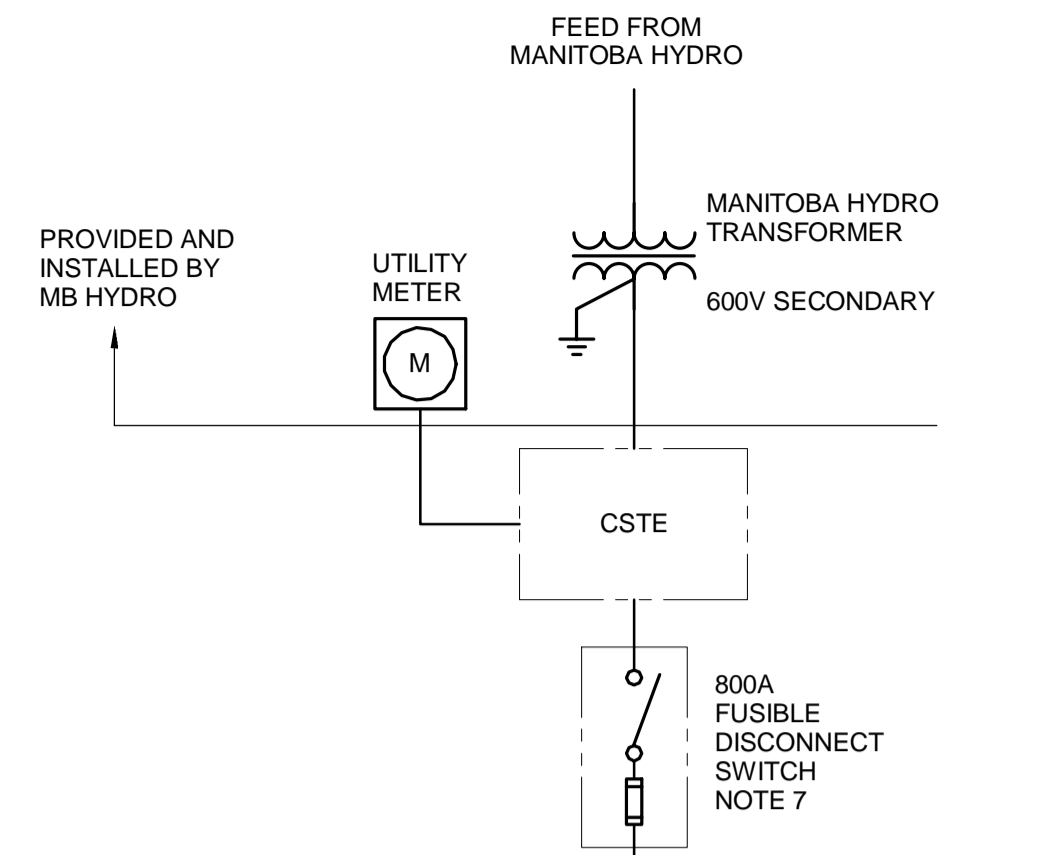 FEED FROM
MANITOBA HYDRO
MANITOBA HYDRO
TRANSFORMER
600V SECONDARY
PROVIDED AND
INSTALLED BY
MB HYDRO
UTILITY
METER
M
CSTE
800A
FUSIBLE
DISCONNECT
SWITCH
NOTE 7